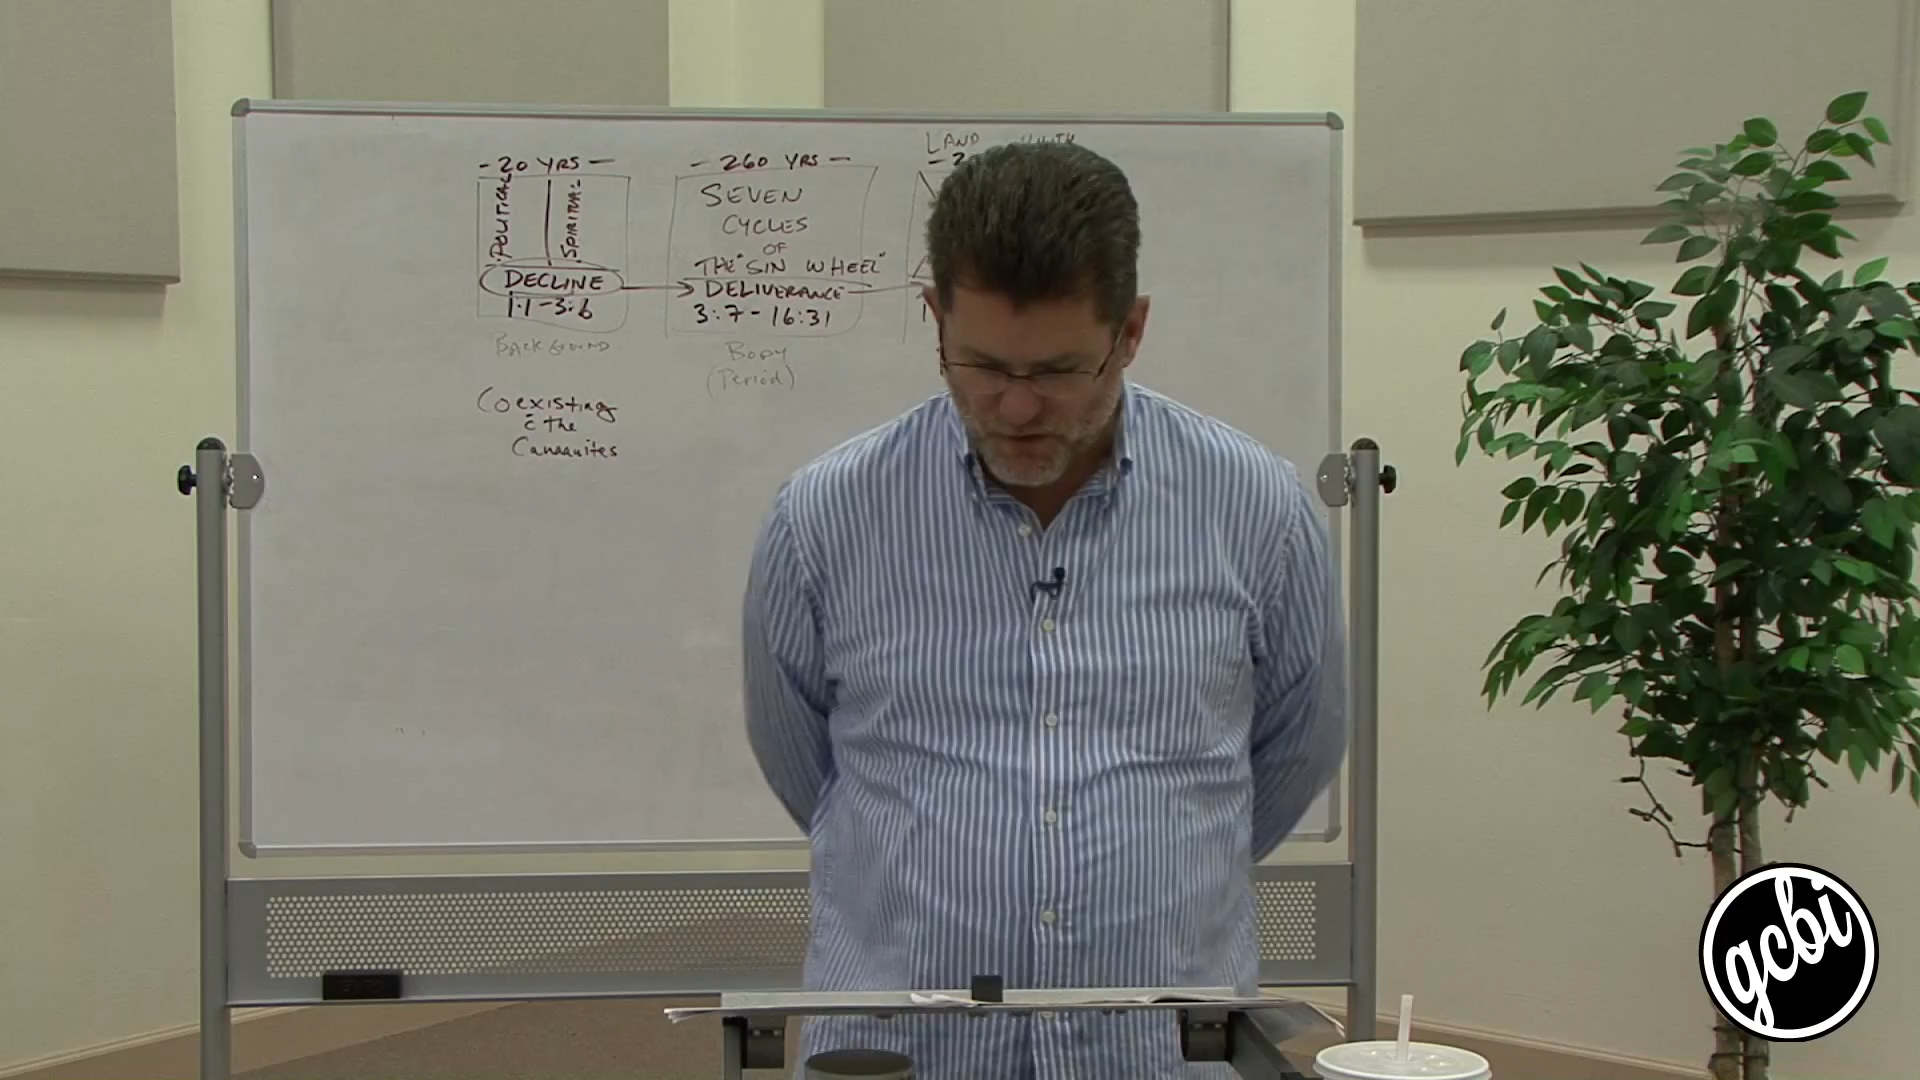 - 20 YRS -
POLITICAL
SPIRITUAL
DECLINE
1:1-3:6
BACKGROUND
Coexisting
c the
Canaanites
- 260 YRS -
SEVEN
CYCLES
OF
THE "SIN WHEEL"
DELIVERANCE
3:7 - 16:31
BODY
(Period)
LAND
gcbi